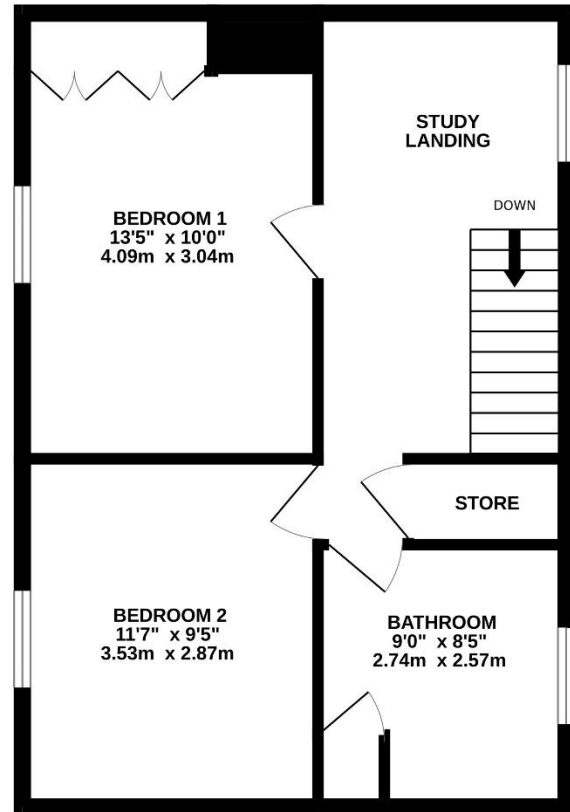 STUDY
LANDING
DOWN
BEDROOM 1
13'5" x 10'0"
4.09m x 3.04m
STORE
BEDROOM 2
11'7" x 9'5"
3.53m x 2.87m
BATHROOM
9'0" x 8'5"
2.74m x 2.57m